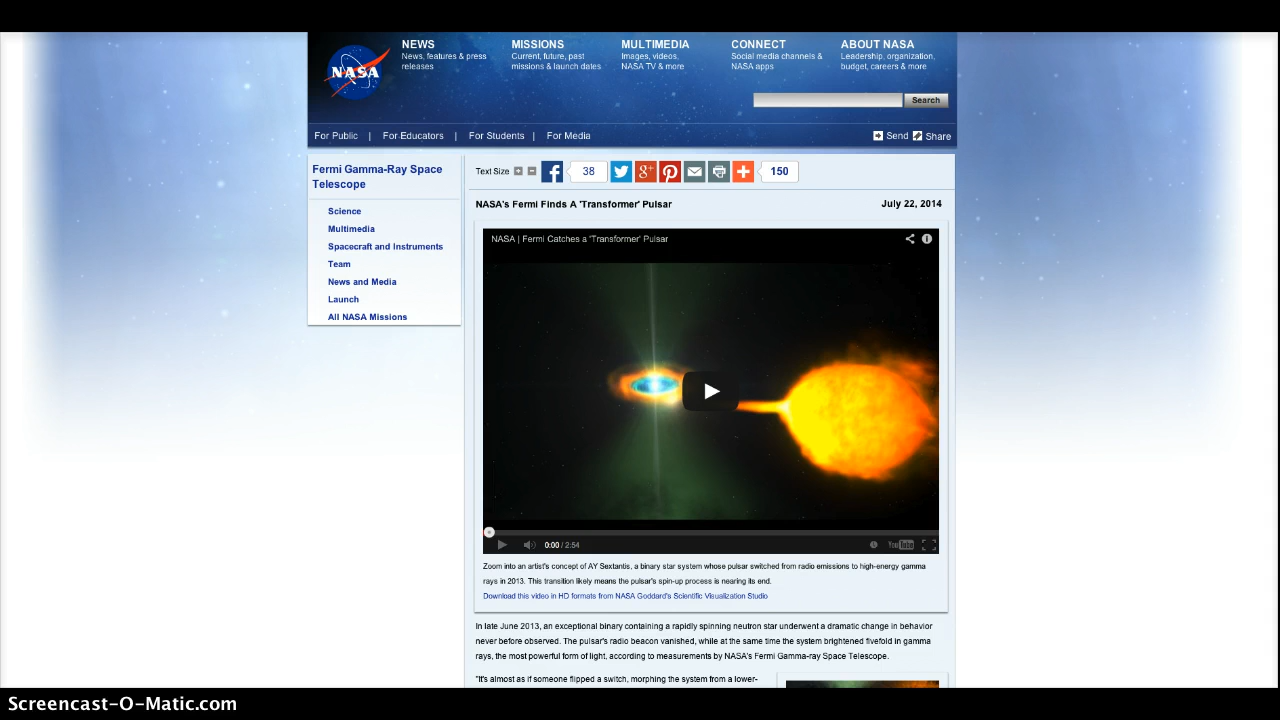 NASA
NEWS
News, features & press
releases
MISSIONS
Current, future, past
missions & launch dates
MULTIMEDIA
Images, videos,
NASA TV & more
CONNECT
Social media channels &
NASA apps
ABOUT NASA
Leadership, organization,
budget, careers & more
Search
For Public | For Educators | For Students | For Media
Send Share
Fermi Gamma-Ray Space
Telescope
Science
Multimedia
Spacecraft and Instruments
Team
News and Media
Launch
All NASA Missions
Text Size 38 150
NASA's Fermi Finds A 'Transformer' Pulsar July 22, 2014
NASA | Fermi Catches a 'Transformer' Pulsar
0:00 / 2:54 YouTube
Zoom into an artist's concept of AY Sextantis, a binary star system whose pulsar switched from radio emissions to high-energy gamma
rays in 2013. This transition likely means the pulsar's spin-up process is nearing its end.
Download this video in HD formats from NASA Goddard's Scientific Visualization Studio
In late June 2013, an exceptional binary containing a rapidly spinning neutron star underwent a dramatic change in behavior
never before observed. The pulsar's radio beacon vanished, while at the same time the system brightened fivefold in gamma
rays, the most powerful form of light, according to measurements by NASA's Fermi Gamma-ray Space Telescope.
"It's almost as if someone flipped a switch, morphing the system from a lower-
Screencast-O-Matic.com